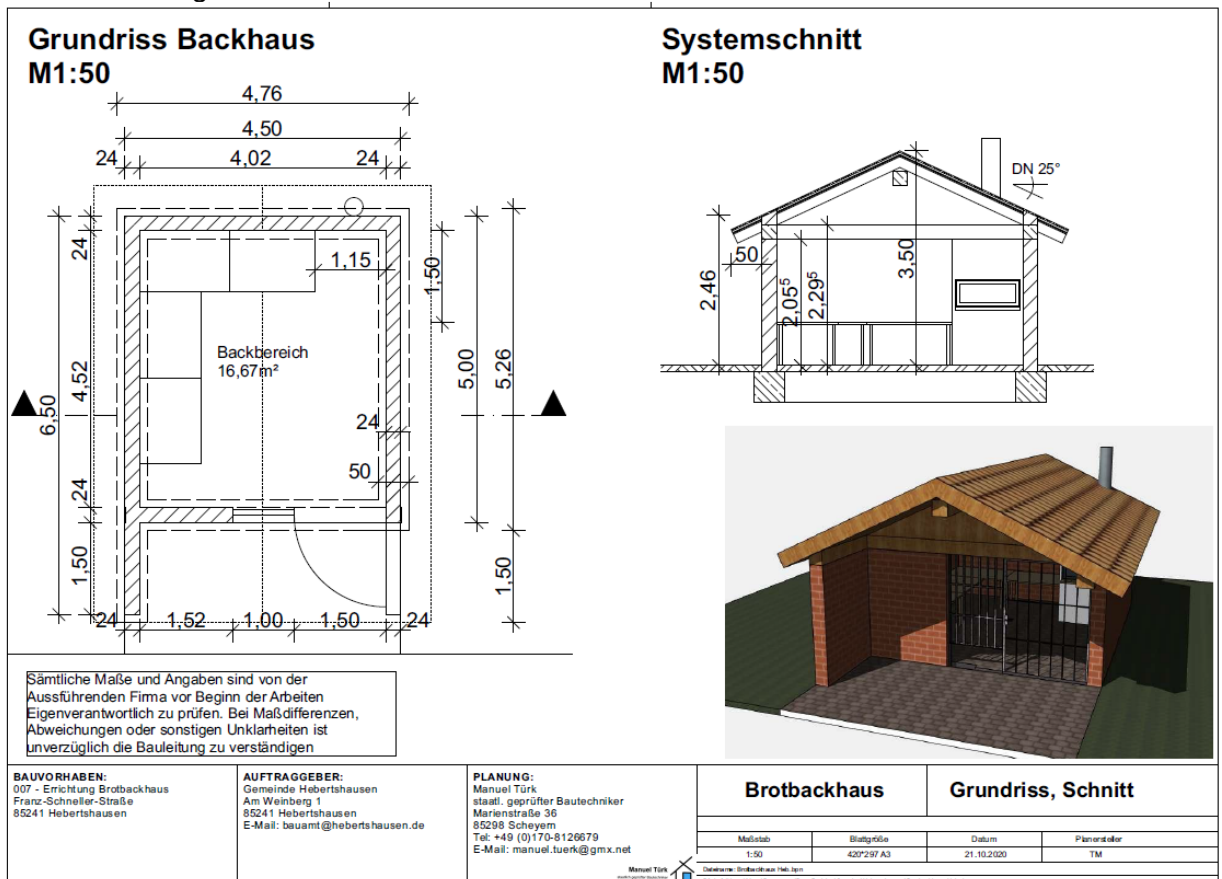 Grundriss Backhaus
M1:50
4,76
4,50
24
4,02
24
24
1,15
1,50
Backbereich
16,67m²
4,52
6,50
5,00
5,26
24
50
24
1,50
1,50
24
1,52
1,00
1,50
24
Systemschnitt
M1:50
DN 25°
50
2,46
2,05⁵
2,29⁵
3,50
Sämtliche Maße und Angaben sind von der
Aussführenden Firma vor Beginn der Arbeiten
Eigenverantwortlich zu prüfen. Bei Maßdifferenzen,
Abweichungen oder sonstigen Unklarheiten ist
unverzüglich die Bauleitung zu verständigen
BAUVORHABEN:
007 - Errichtung Brotbackhaus
Franz-Schneller-Straße
85241 Hebertshausen
AUFTRAGGEBER:
Gemeinde Hebertshausen
Am Weinberg 1
85241 Hebertshausen
E-Mail: bauamt@hebertshausen.de
PLANUNG:
Manuel Türk
staatl. geprüfter Bautechniker
Marienstraße 36
85298 Scheyern
Tel: +49 (0)170-8126679
E-Mail: manuel.tuerk@gmx.net
Manuel Türk
Brotbackhaus
Grundriss, Schnitt
Maßstab
Blattgröße
Datum
Planersteller
1:50
420*297 A3
21.10.2020
TM
Dateiname: Brotbackhaus Heb.bpn